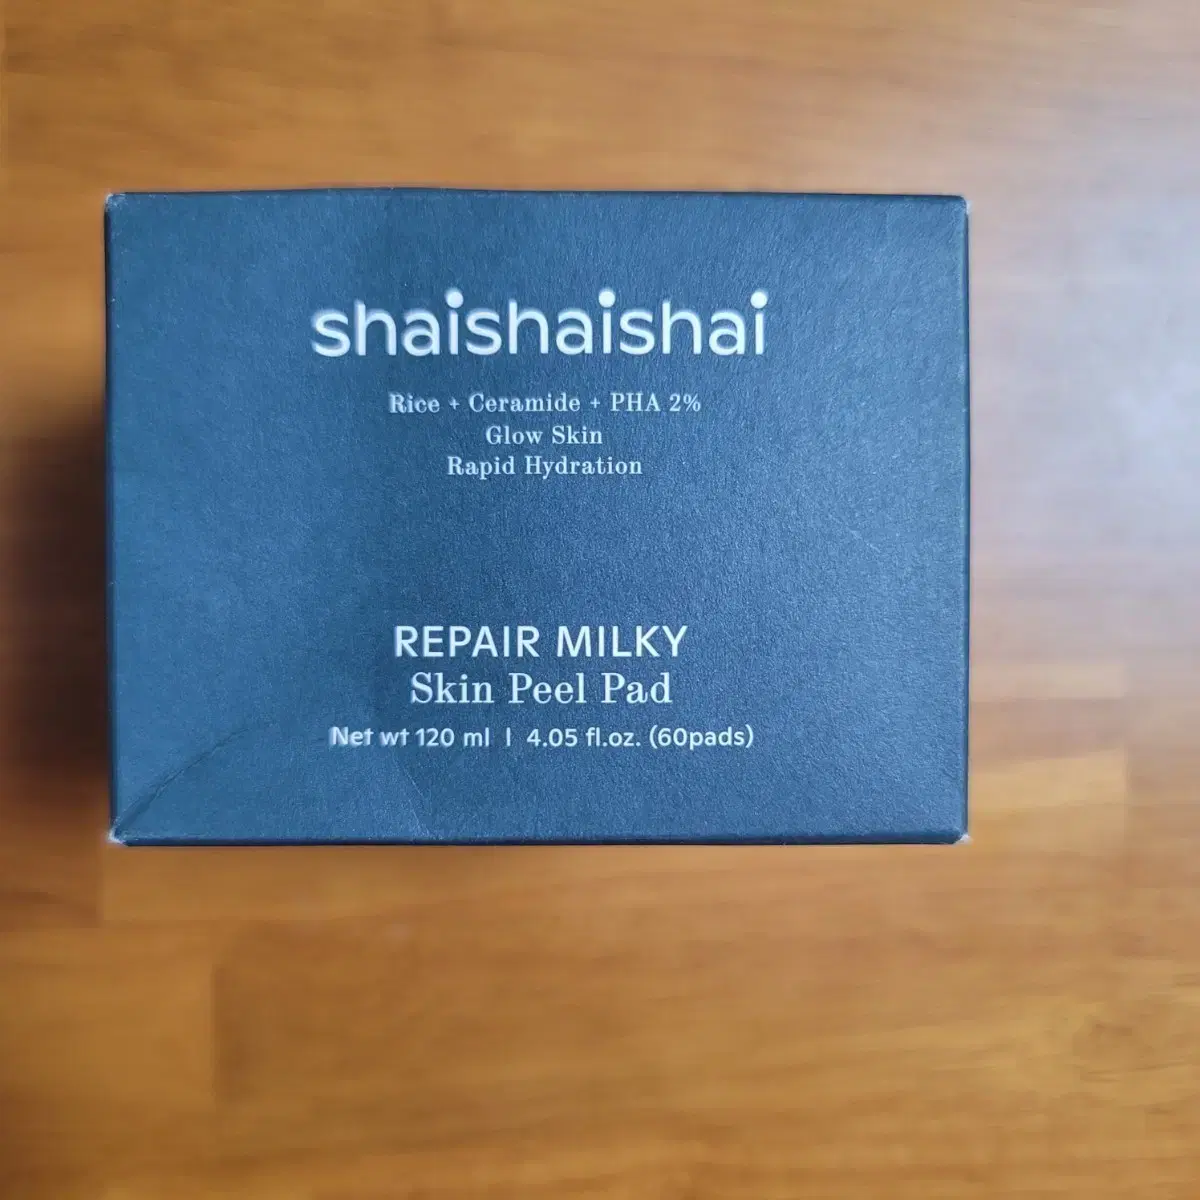 shaishaishai
Rice + Ceramide + PHA 2%
Glow Skin
Rapid Hydration
REPAIR MILKY
Skin Peel Pad
Net wt 120 ml | 4.05 fl.oz. (60pads)